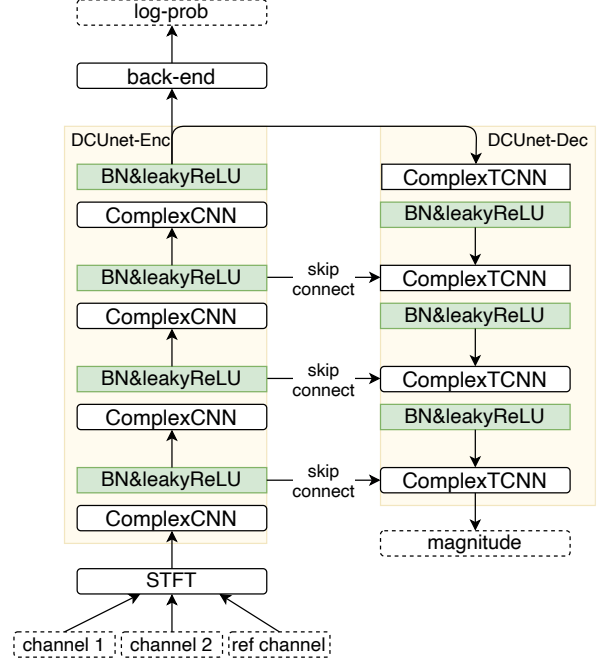 log-prob
back-end
DCUnet-Enc
BN&leakyReLU
ComplexCNN
BN&leakyReLU
ComplexCNN
BN&leakyReLU
ComplexCNN
BN&leakyReLU
ComplexCNN
STFT
channel 1
channel 2
ref channel
skip
connect
skip
connect
skip
connect
DCUnet-Dec
ComplexTCNN
BN&leakyReLU
ComplexTCNN
BN&leakyReLU
ComplexTCNN
BN&leakyReLU
ComplexTCNN
magnitude